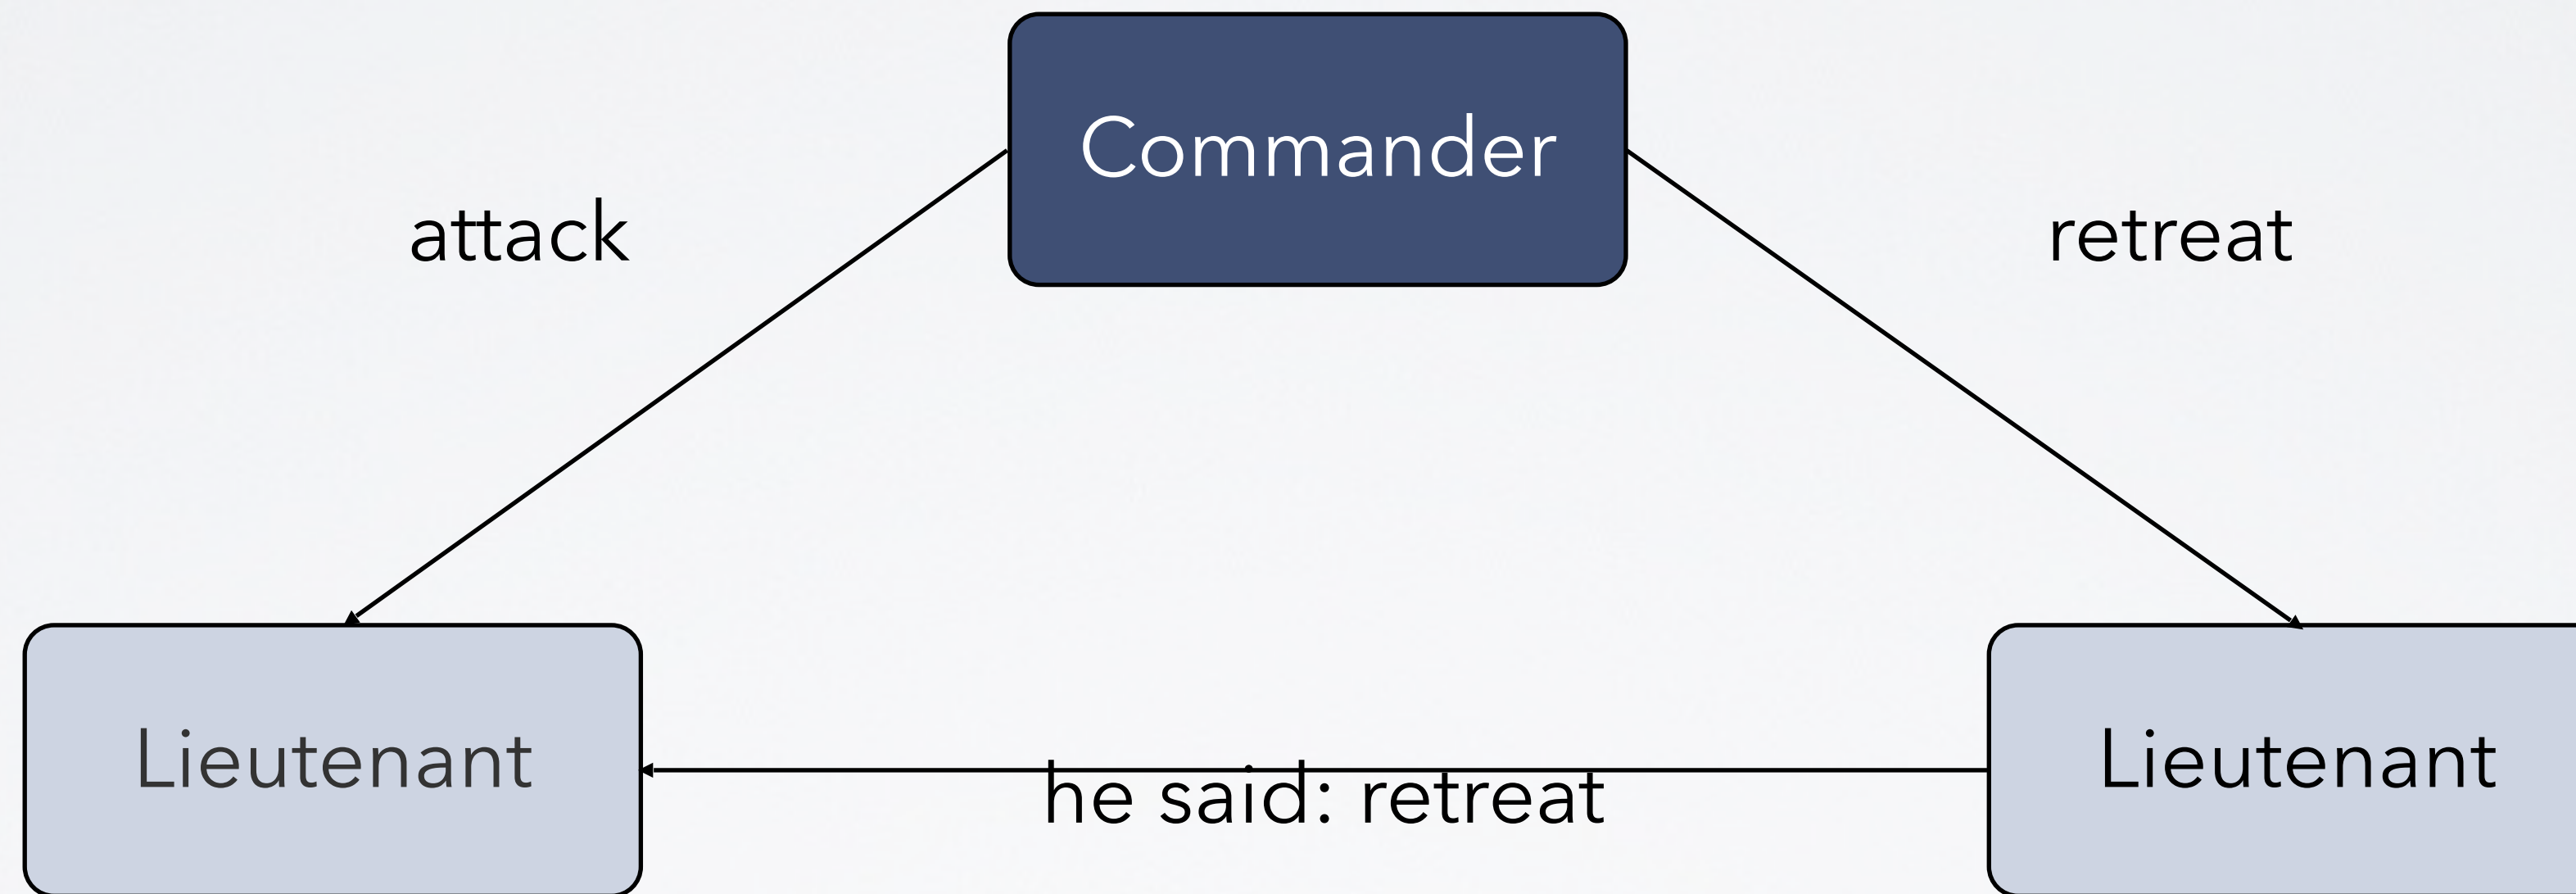 Commander
attack
retreat
Lieutenant
he said: retreat
Lieutenant